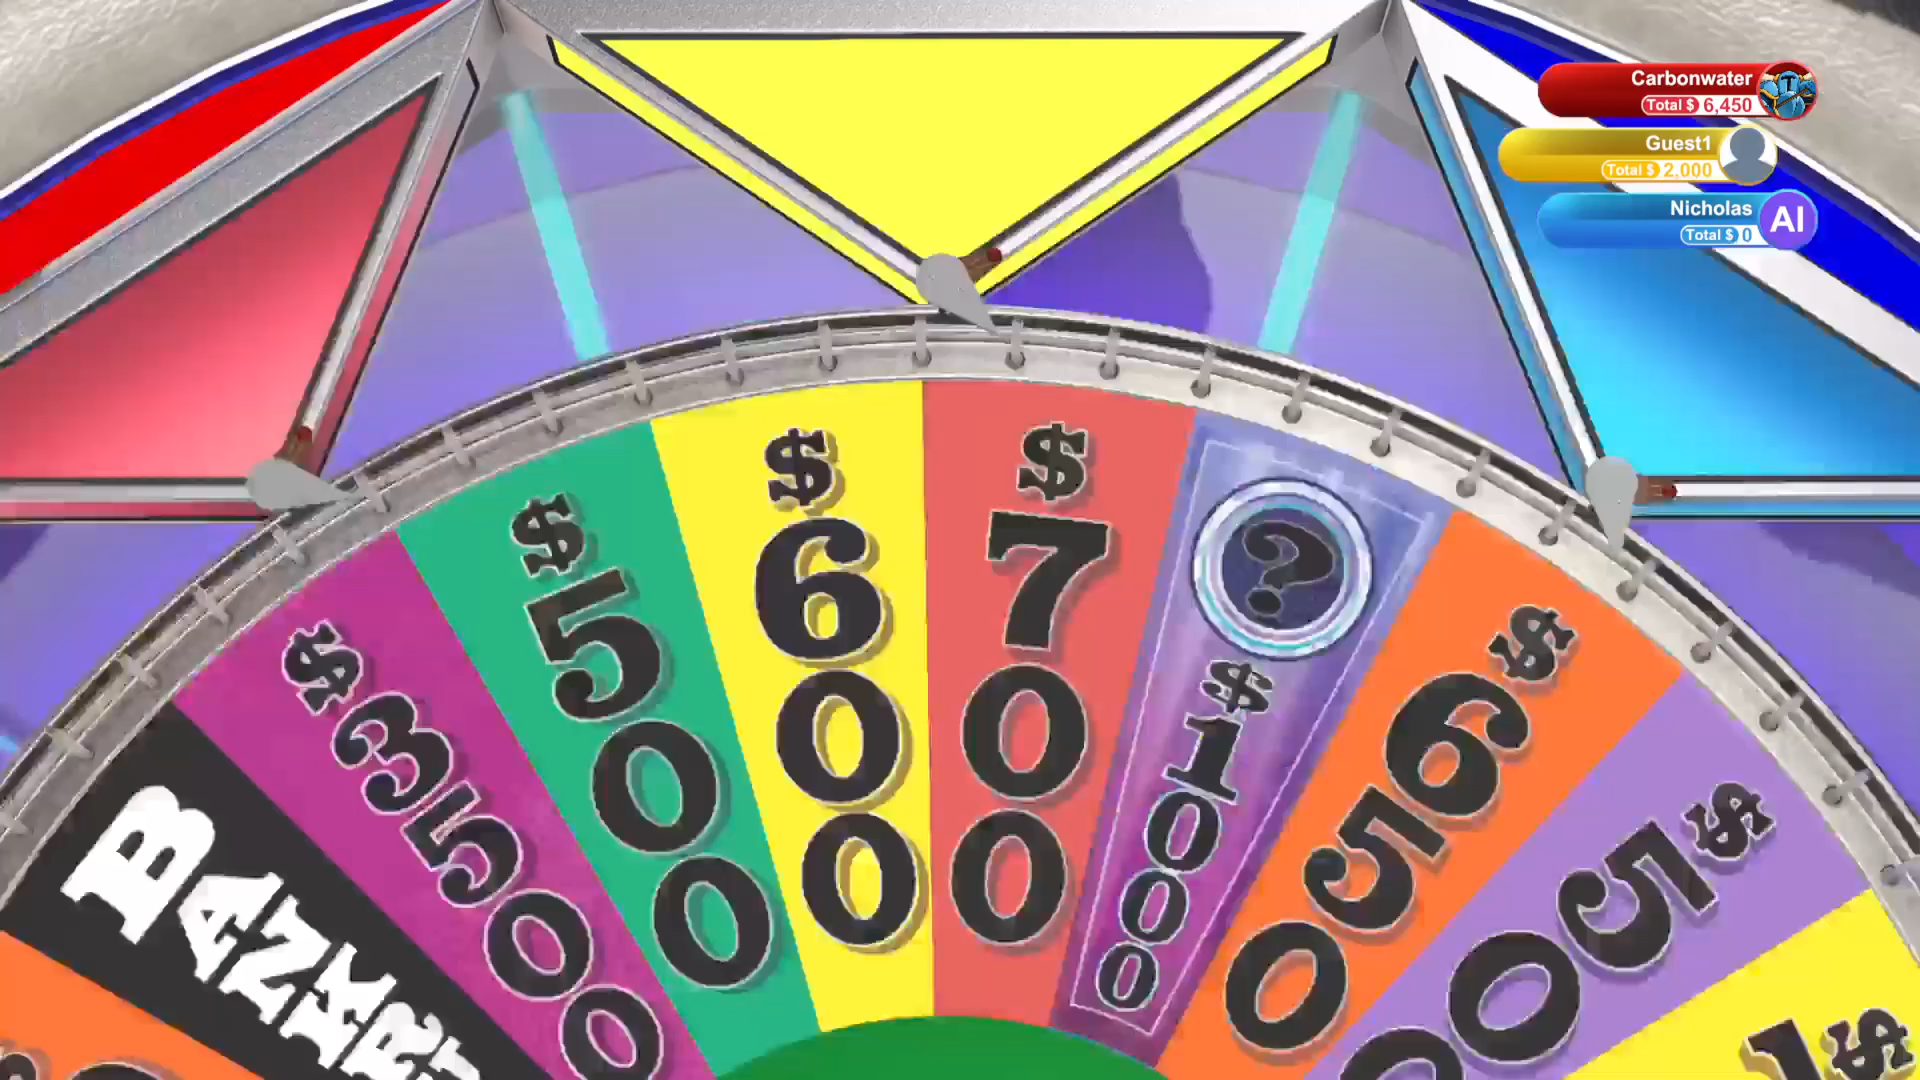 Carbonwater
Total $ 6,450
Guest1
Total $ 2,000
Nicholas
Total $ 0
AI
BANKRUPT
$3500
$500
$600
$700
?
$1000
$650
$500
$1